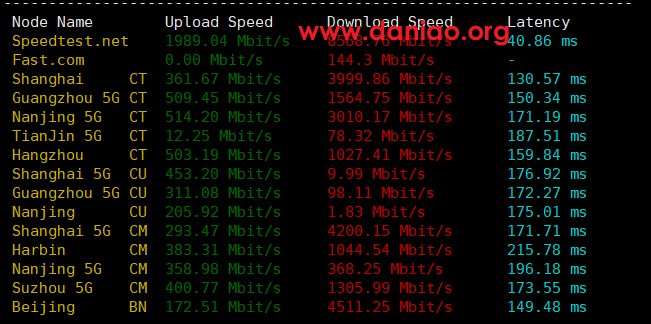 Node Name Upload Speed Download Speed Latency
www.daniao.org
Speedtest.net 1989.04 Mbit/s 8568.76 Mbit/s 40.86 ms
Fast.com 0.00 Mbit/s 144.3 Mbit/s -
Shanghai CT 361.67 Mbit/s 3999.86 Mbit/s 130.57 ms
Guangzhou 5G CT 509.45 Mbit/s 1564.75 Mbit/s 150.34 ms
Nanjing 5G CT 514.20 Mbit/s 3010.17 Mbit/s 171.19 ms
TianJin 5G CT 12.25 Mbit/s 78.32 Mbit/s 187.51 ms
Hangzhou CT 503.19 Mbit/s 1027.41 Mbit/s 159.84 ms
Shanghai 5G CU 453.20 Mbit/s 9.99 Mbit/s 176.92 ms
Guangzhou 5G CU 311.08 Mbit/s 98.11 Mbit/s 172.27 ms
Nanjing CU 205.92 Mbit/s 1.83 Mbit/s 175.01 ms
Shanghai 5G CM 293.47 Mbit/s 4200.15 Mbit/s 171.71 ms
Harbin CM 383.31 Mbit/s 1044.54 Mbit/s 215.78 ms
Nanjing 5G CM 358.98 Mbit/s 368.25 Mbit/s 196.18 ms
Suzhou 5G CM 400.77 Mbit/s 1305.99 Mbit/s 173.55 ms
Beijing BN 172.51 Mbit/s 4511.25 Mbit/s 149.48 ms